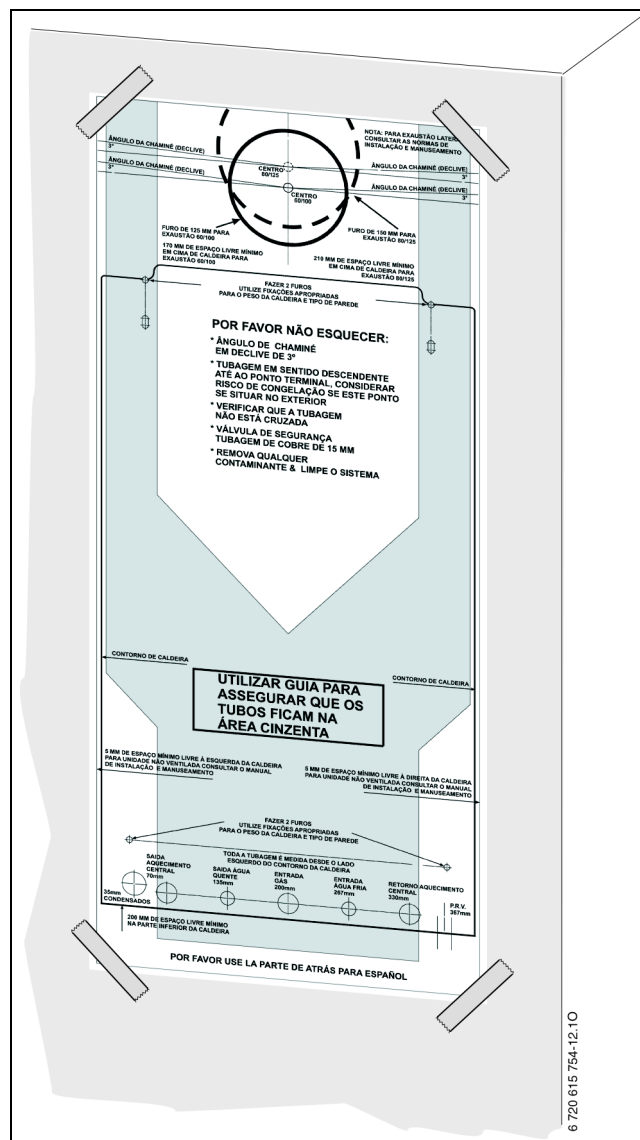 NOTA: PARA EXAUSTÃO LATERAL
CONSULTAR AS NORMAS DE
INSTALAÇÃO E MANUSEAMENTO
ÂNGULO DA CHAMINÉ (DECLIVE)
3°
ÂNGULO DA CHAMINÉ (DECLIVE)
3°
CENTRO
80/125
ÂNGULO DA CHAMINÉ (DECLIVE)
3°
CENTRO
60/100
ÂNGULO DA CHAMINÉ (DECLIVE)
3°
FURO DE 125 MM PARA
EXAUSTÃO 60/100
FURO DE 150 MM PARA
EXAUSTÃO 80/125
170 MM DE ESPAÇO LIVRE MÍNIMO
EM CIMA DE CALDEIRA PARA
EXAUSTÃO 60/100
210 MM DE ESPAÇO LIVRE MÍNIMO
EM CIMA DE CALDEIRA PARA
EXAUSTÃO 80/125
FAZER 2 FUROS
UTILIZE FIXAÇÕES APROPRIADAS
PARA O PESO DA CALDEIRA E TIPO DE PAREDE
POR FAVOR NÃO ESQUECER:
* ÂNGULO DE CHAMINÉ
EM DECLIVE DE 3º
* TUBAGEM EM SENTIDO DESCENDENTE
ATÉ AO PONTO TERMINAL, CONSIDERAR
RISCO DE CONGELAÇÃO SE ESTE PONTO
SE SITUAR NO EXTERIOR
* VERIFICAR QUE A TUBAGEM
NÃO ESTÁ CRUZADA
* VÁLVULA DE SEGURANÇA
TUBAGEM DE COBRE DE 15 MM
* REMOVA QUALQUER
CONTAMINANTE & LIMPE O SISTEMA
CONTORNO DE CALDEIRA
CONTORNO DE CALDEIRA
UTILIZAR GUIA PARA
ASSEGURAR QUE OS
TUBOS FICAM NA
ÁREA CINZENTA
5 MM DE ESPAÇO MÍNIMO LIVRE À ESQUERDA DA CALDEIRA
PARA UNIDADE NÃO VENTILADA CONSULTAR O MANUAL
DE INSTALAÇÃO E MANUSEAMENTO
5 MM DE ESPAÇO MÍNIMO LIVRE À DIREITA DA CALDEIRA
PARA UNIDADE NÃO VENTILADA CONSULTAR O MANUAL
DE INSTALAÇÃO E MANUSEAMENTO
FAZER 2 FUROS
UTILIZE FIXAÇÕES APROPRIADAS
PARA O PESO DA CALDEIRA E TIPO DE PAREDE
TODA A TUBAGEM É MEDIDA DESDE O LADO
ESQUERDO DO CONTORNO DA CALDEIRA
SAIDA
AQUECIMENTO
CENTRAL
70mm
SAIDA ÁGUA
QUENTE
135mm
ENTRADA
GÁS
200mm
ENTRADA
ÁGUA FRIA
267mm
RETORNO AQUECIMENTO
CENTRAL
330mm
P.R.V.
367mm
35mm
CONDENSADOS
200 MM DE ESPAÇO LIVRE MÍNIMO
NA PARTE INFERIOR DA CALDEIRA
POR FAVOR USE LA PARTE DE ATRÁS PARA ESPAÑOL
6 720 615 754-12.1O